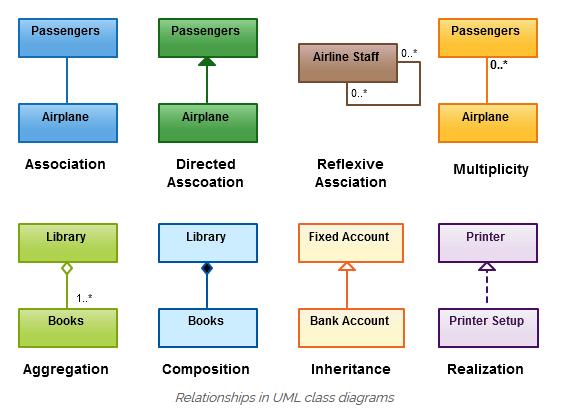 Passengers
Passengers
Airline Staff
0..*
0..*
Passengers
0..*
Airplane
Airplane
Airplane
Association
Directed
Asscoation
Reflexive
Assciation
Multiplicity
Library
1..*
Books
Library
Books
Fixed Account
Bank Account
Printer
Printer Setup
Aggregation
Composition
Inheritance
Realization
Relationships in UML class diagrams